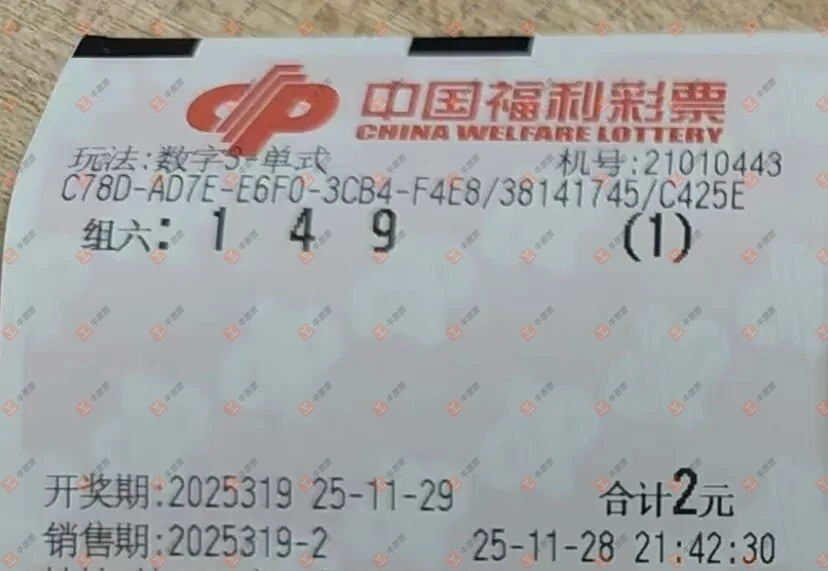 中国福利彩票
CHINA WELFARE LOTTERY
玩法:数字3-单式 机号:21010443
C78D-AD7E-E6F0-3CB4-F4E8/38141745/C425E
组六: 1 4 9 (1)
开奖期:2025319 25-11-29 合计2元
销售期:2025319-2 25-11-28 21:42:30